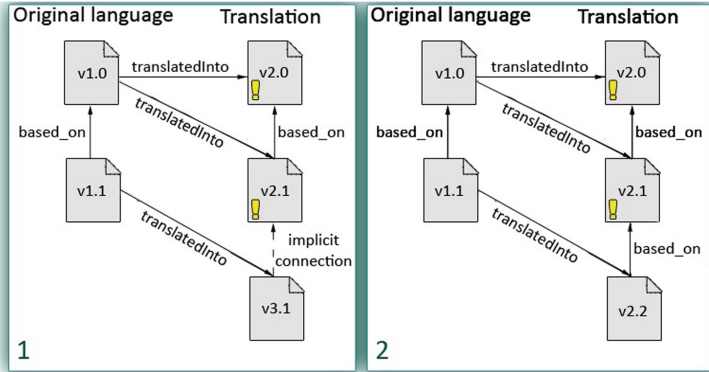 Original language Translation
v1.0 translatedInto v2.0
translatedInto
based_on based_on
v1.1 v2.1
translatedInto
implicit
connection
v3.1
1
Original language Translation
v1.0 translatedInto v2.0
translatedInto
based_on based_on
v1.1 v2.1
translatedInto
based_on
v2.2
2